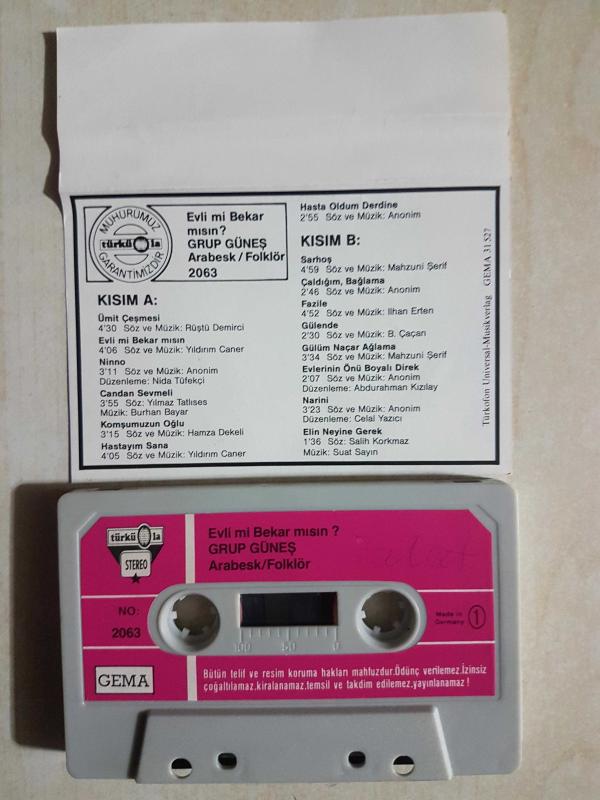 MÜHÜRÜMÜZ
türküola
GARANTİMİZDİR
Evli mi Bekar
mısın?
GRUP GÜNEŞ
Arabesk / Folklör
2063
KISIM A:
Ümit Çeşmesi
4'30 Söz ve Müzik: Rüştü Demirci
Evli mi Bekar mısın
4'06 Söz ve Müzik: Yıldırım Caner
Ninno
3'11 Söz ve Müzik: Anonim
Düzenleme: Nida Tüfekçi
Candan Sevmeli
3'55 Söz: Yılmaz Tatlıses
Müzik: Burhan Bayar
Komşumuzun Oğlu
3'15 Söz ve Müzik: Hamza Dekeli
Hastayım Sana
4'05 Söz ve Müzik: Yıldırım Caner
Hasta Oldum Derdine
2'55 Söz ve Müzik: Anonim
KISIM B:
Sarhoş
4'59 Söz ve Müzik: Mahzuni Şerif
Çaldığım, Bağlama
2'46 Söz ve Müzik: Anonim
Fazile
4'52 Söz ve Müzik: Ilhan Erten
Gülende
2'30 Söz ve Müzik: B. Çaçan
Gülüm Naçar Ağlama
3'34 Söz ve Müzik: Mahzuni Şerif
Evlerinin Önü Boyalı Direk
2'07 Söz ve Müzik: Anonim
Düzenleme: Abdurahman Kızılay
Narini
3'23 Söz ve Müzik: Anonim
Düzenleme: Celal Yazıcı
Elin Neyine Gerek
1'36 Söz: Salih Korkmaz
Müzik: Suat Sayın
Türkofon Universal-Musikverlag GEMA 31 527
türküola
STEREO
Evli mi Bekar mısın ?
GRUP GÜNEŞ
Arabesk/Folklör
NO:
2063
100 50 0
Made in
Germany
1
GEMA
Bütün telif ve resim koruma hakları mahfuzdur.Ödünç verilemez.İzinsiz
çoğaltılamaz.kiralanamaz.temsil ve takdim edilemez.yayınlanamaz !